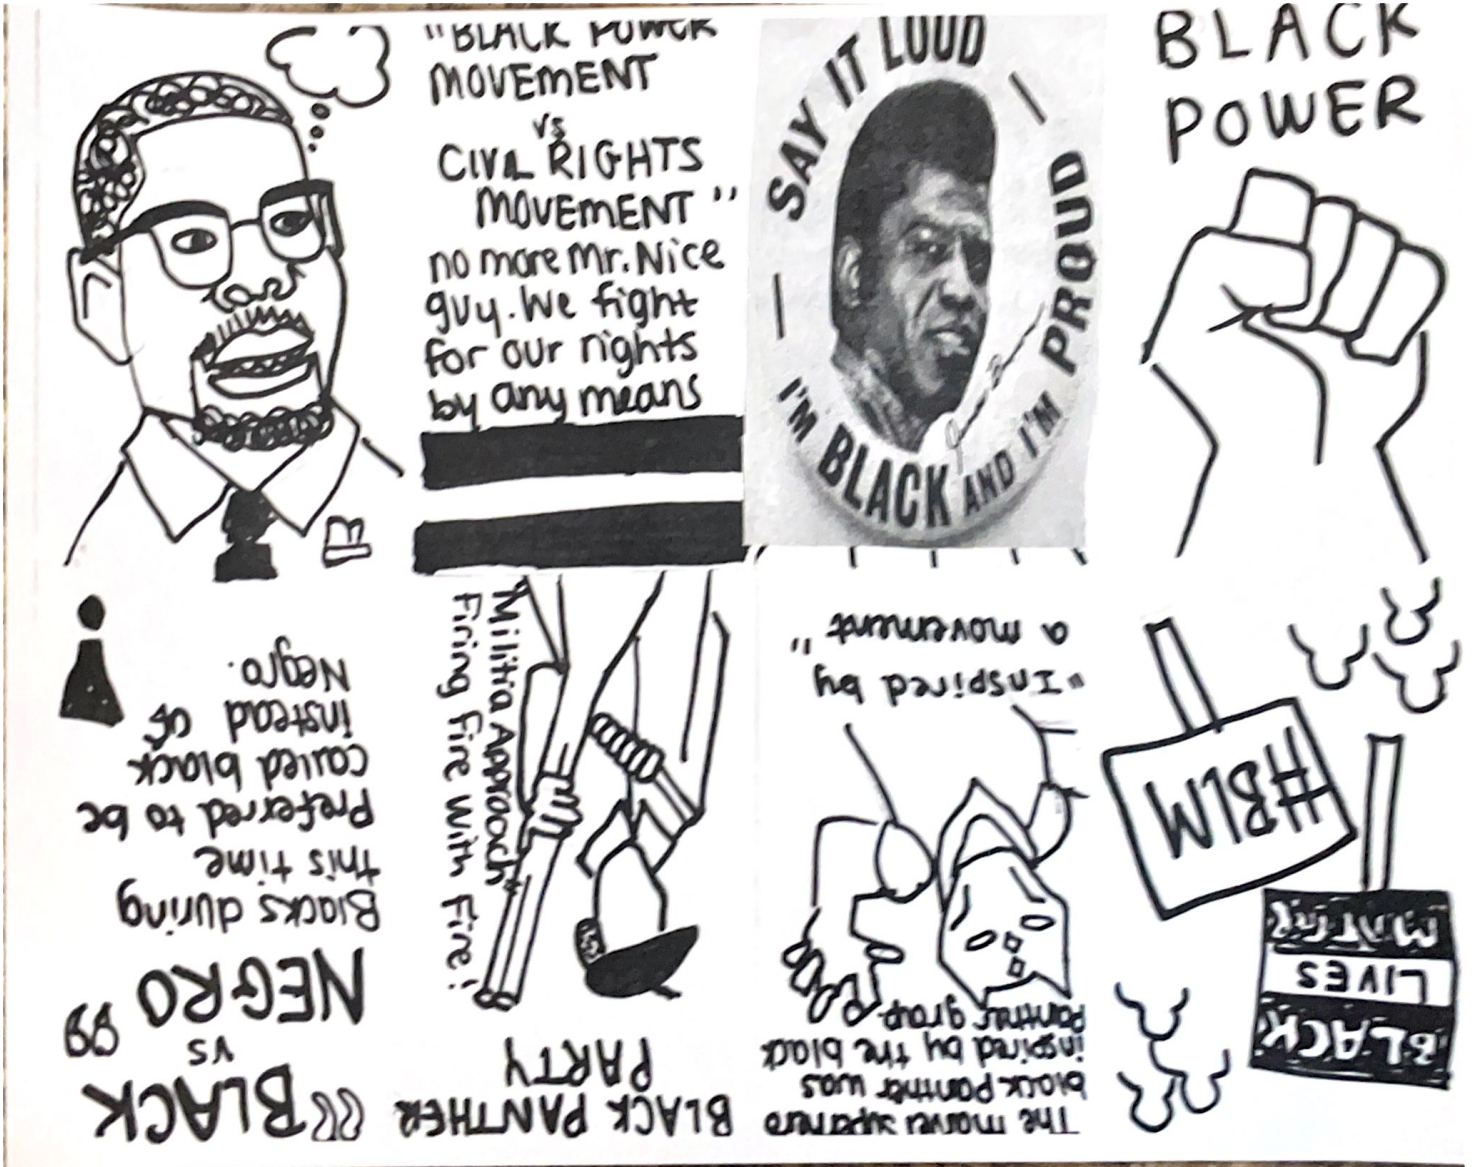 "BLACK POWER
MOVEMENT
vs
CIVIL RIGHTS
MOVEMENT"
no more Mr. Nice
guy. We fight
for our rights
by any means
SAY IT LOUD
I'M BLACK AND I'M PROUD
BLACK
POWER
"BLACK
vs
NEGRO"
Blacks during
this time
Preferred to be
called black
instead of
Negro.
BLACK PANTHER
PARTY
"Militia Approach"
Firing Fire With Fire!
The marvel superhero
black panther was
inspired by the black
panther group.
"Inspired by
a movement"
#BLM
BLACK
LIVES
MATTER